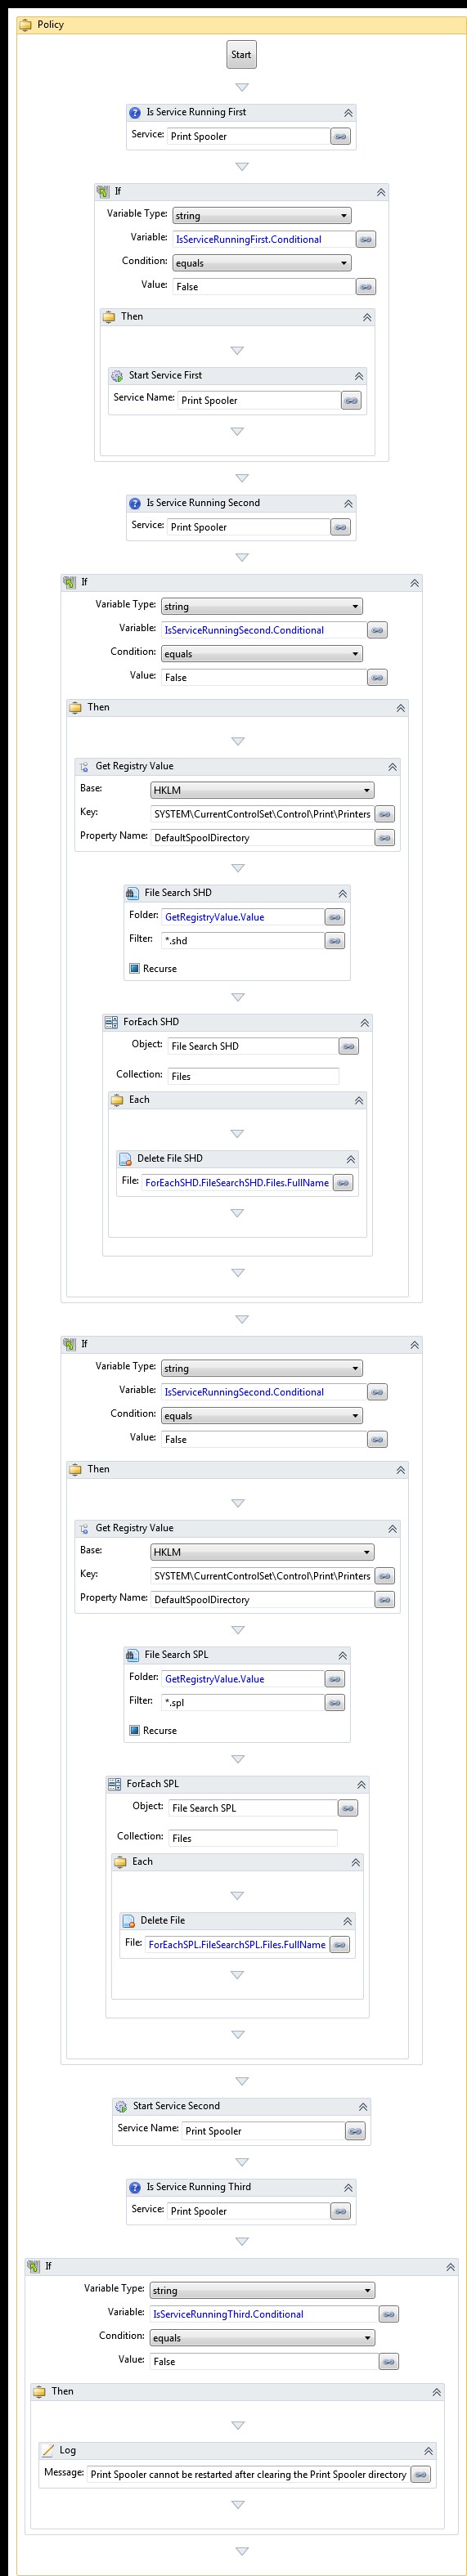 Policy
Start
Is Service Running First
Service: Print Spooler
If
Variable Type: string
Variable: IsServiceRunningFirst.Conditional
Condition: equals
Value: False
Then
Start Service First
Service Name: Print Spooler
Is Service Running Second
Service: Print Spooler
If
Variable Type: string
Variable: IsServiceRunningSecond.Conditional
Condition: equals
Value: False
Then
Get Registry Value
Base: HKLM
Key: SYSTEM\CurrentControlSet\Control\Print\Printers
Property Name: DefaultSpoolDirectory
File Search SHD
Folder: GetRegistryValue.Value
Filter: *.shd
Recurse
ForEach SHD
Object: File Search SHD
Collection: Files
Each
Delete File SHD
File: ForEachSHD.FileSearchSHD.Files.FullName
If
Variable Type: string
Variable: IsServiceRunningSecond.Conditional
Condition: equals
Value: False
Then
Get Registry Value
Base: HKLM
Key: SYSTEM\CurrentControlSet\Control\Print\Printers
Property Name: DefaultSpoolDirectory
File Search SPL
Folder: GetRegistryValue.Value
Filter: *.spl
Recurse
ForEach SPL
Object: File Search SPL
Collection: Files
Each
Delete File
File: ForEachSPL.FileSearchSPL.Files.FullName
Start Service Second
Service Name: Print Spooler
Is Service Running Third
Service: Print Spooler
If
Variable Type: string
Variable: IsServiceRunningThird.Conditional
Condition: equals
Value: False
Then
Log
Message: Print Spooler cannot be restarted after clearing the Print Spooler directory